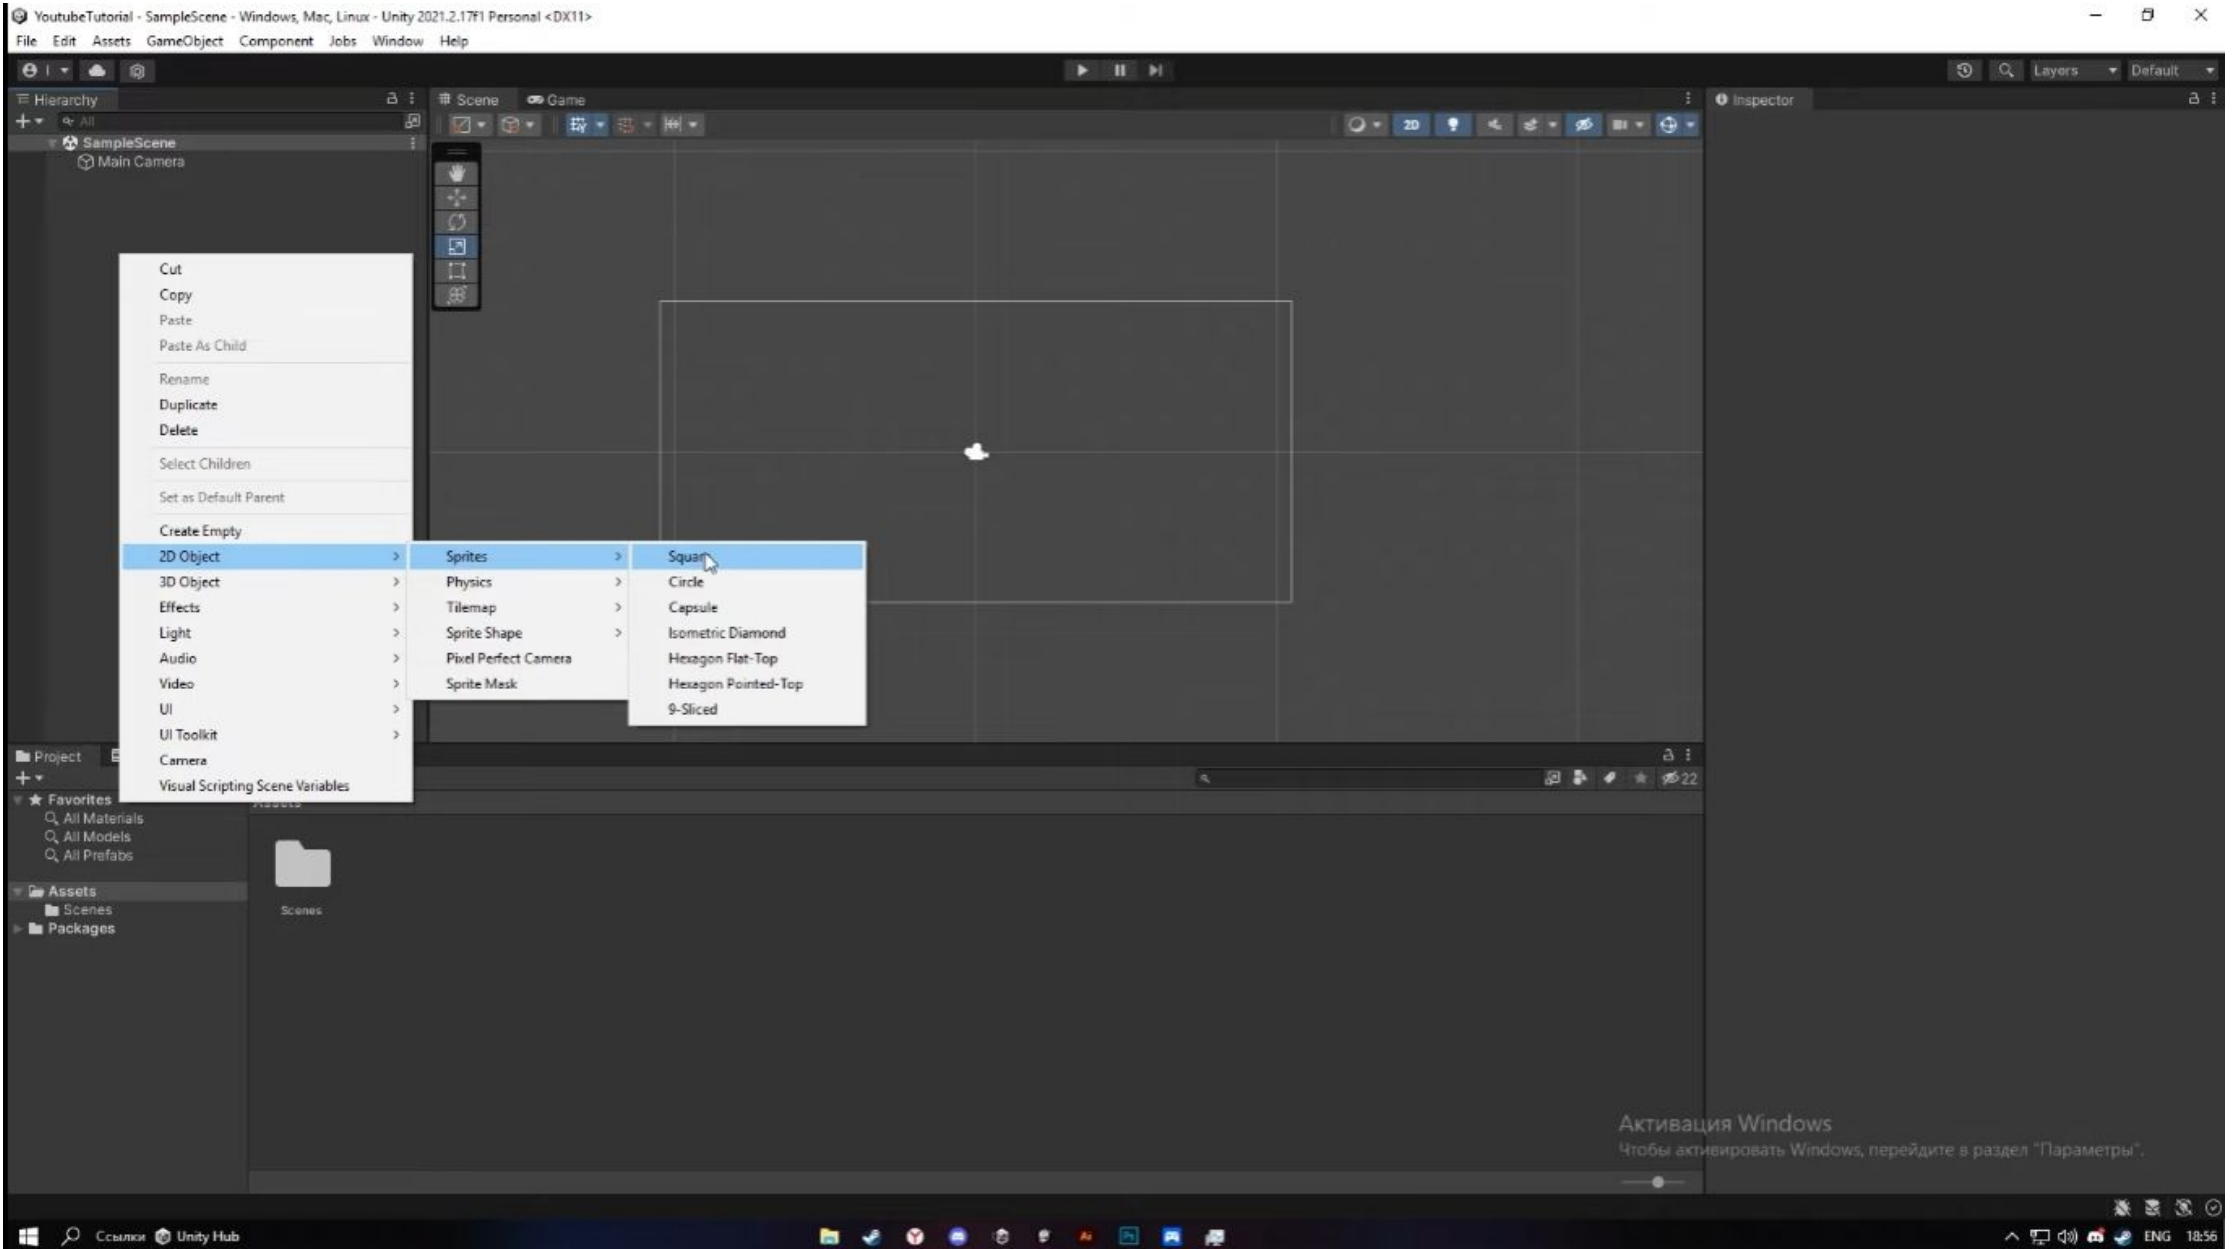 YoutubeTutorial - SampleScene - Windows, Mac, Linux - Unity 2021.2.17f1 Personal <DX11>
File Edit Assets GameObject Component Jobs Window Help
Layers Default
Hierarchy
Scene Game
Inspector
All
2D
SampleScene
Main Camera
Cut
Copy
Paste
Paste As Child
Rename
Duplicate
Delete
Select Children
Set as Default Parent
Create Empty
2D Object
3D Object
Effects
Light
Audio
Video
UI
UI Toolkit
Camera
Visual Scripting Scene Variables
Sprites
Physics
Tilemap
Sprite Shape
Pixel Perfect Camera
Sprite Mask
Square
Circle
Capsule
Isometric Diamond
Hexagon Flat-Top
Hexagon Pointed-Top
9-Sliced
Project
22
Favorites
All Materials
All Models
All Prefabs
Assets
Scenes
Packages
Assets
Scenes
Активация Windows
Чтобы активировать Windows, перейдите в раздел "Параметры".
Ссылки Unity Hub
ENG 18:56